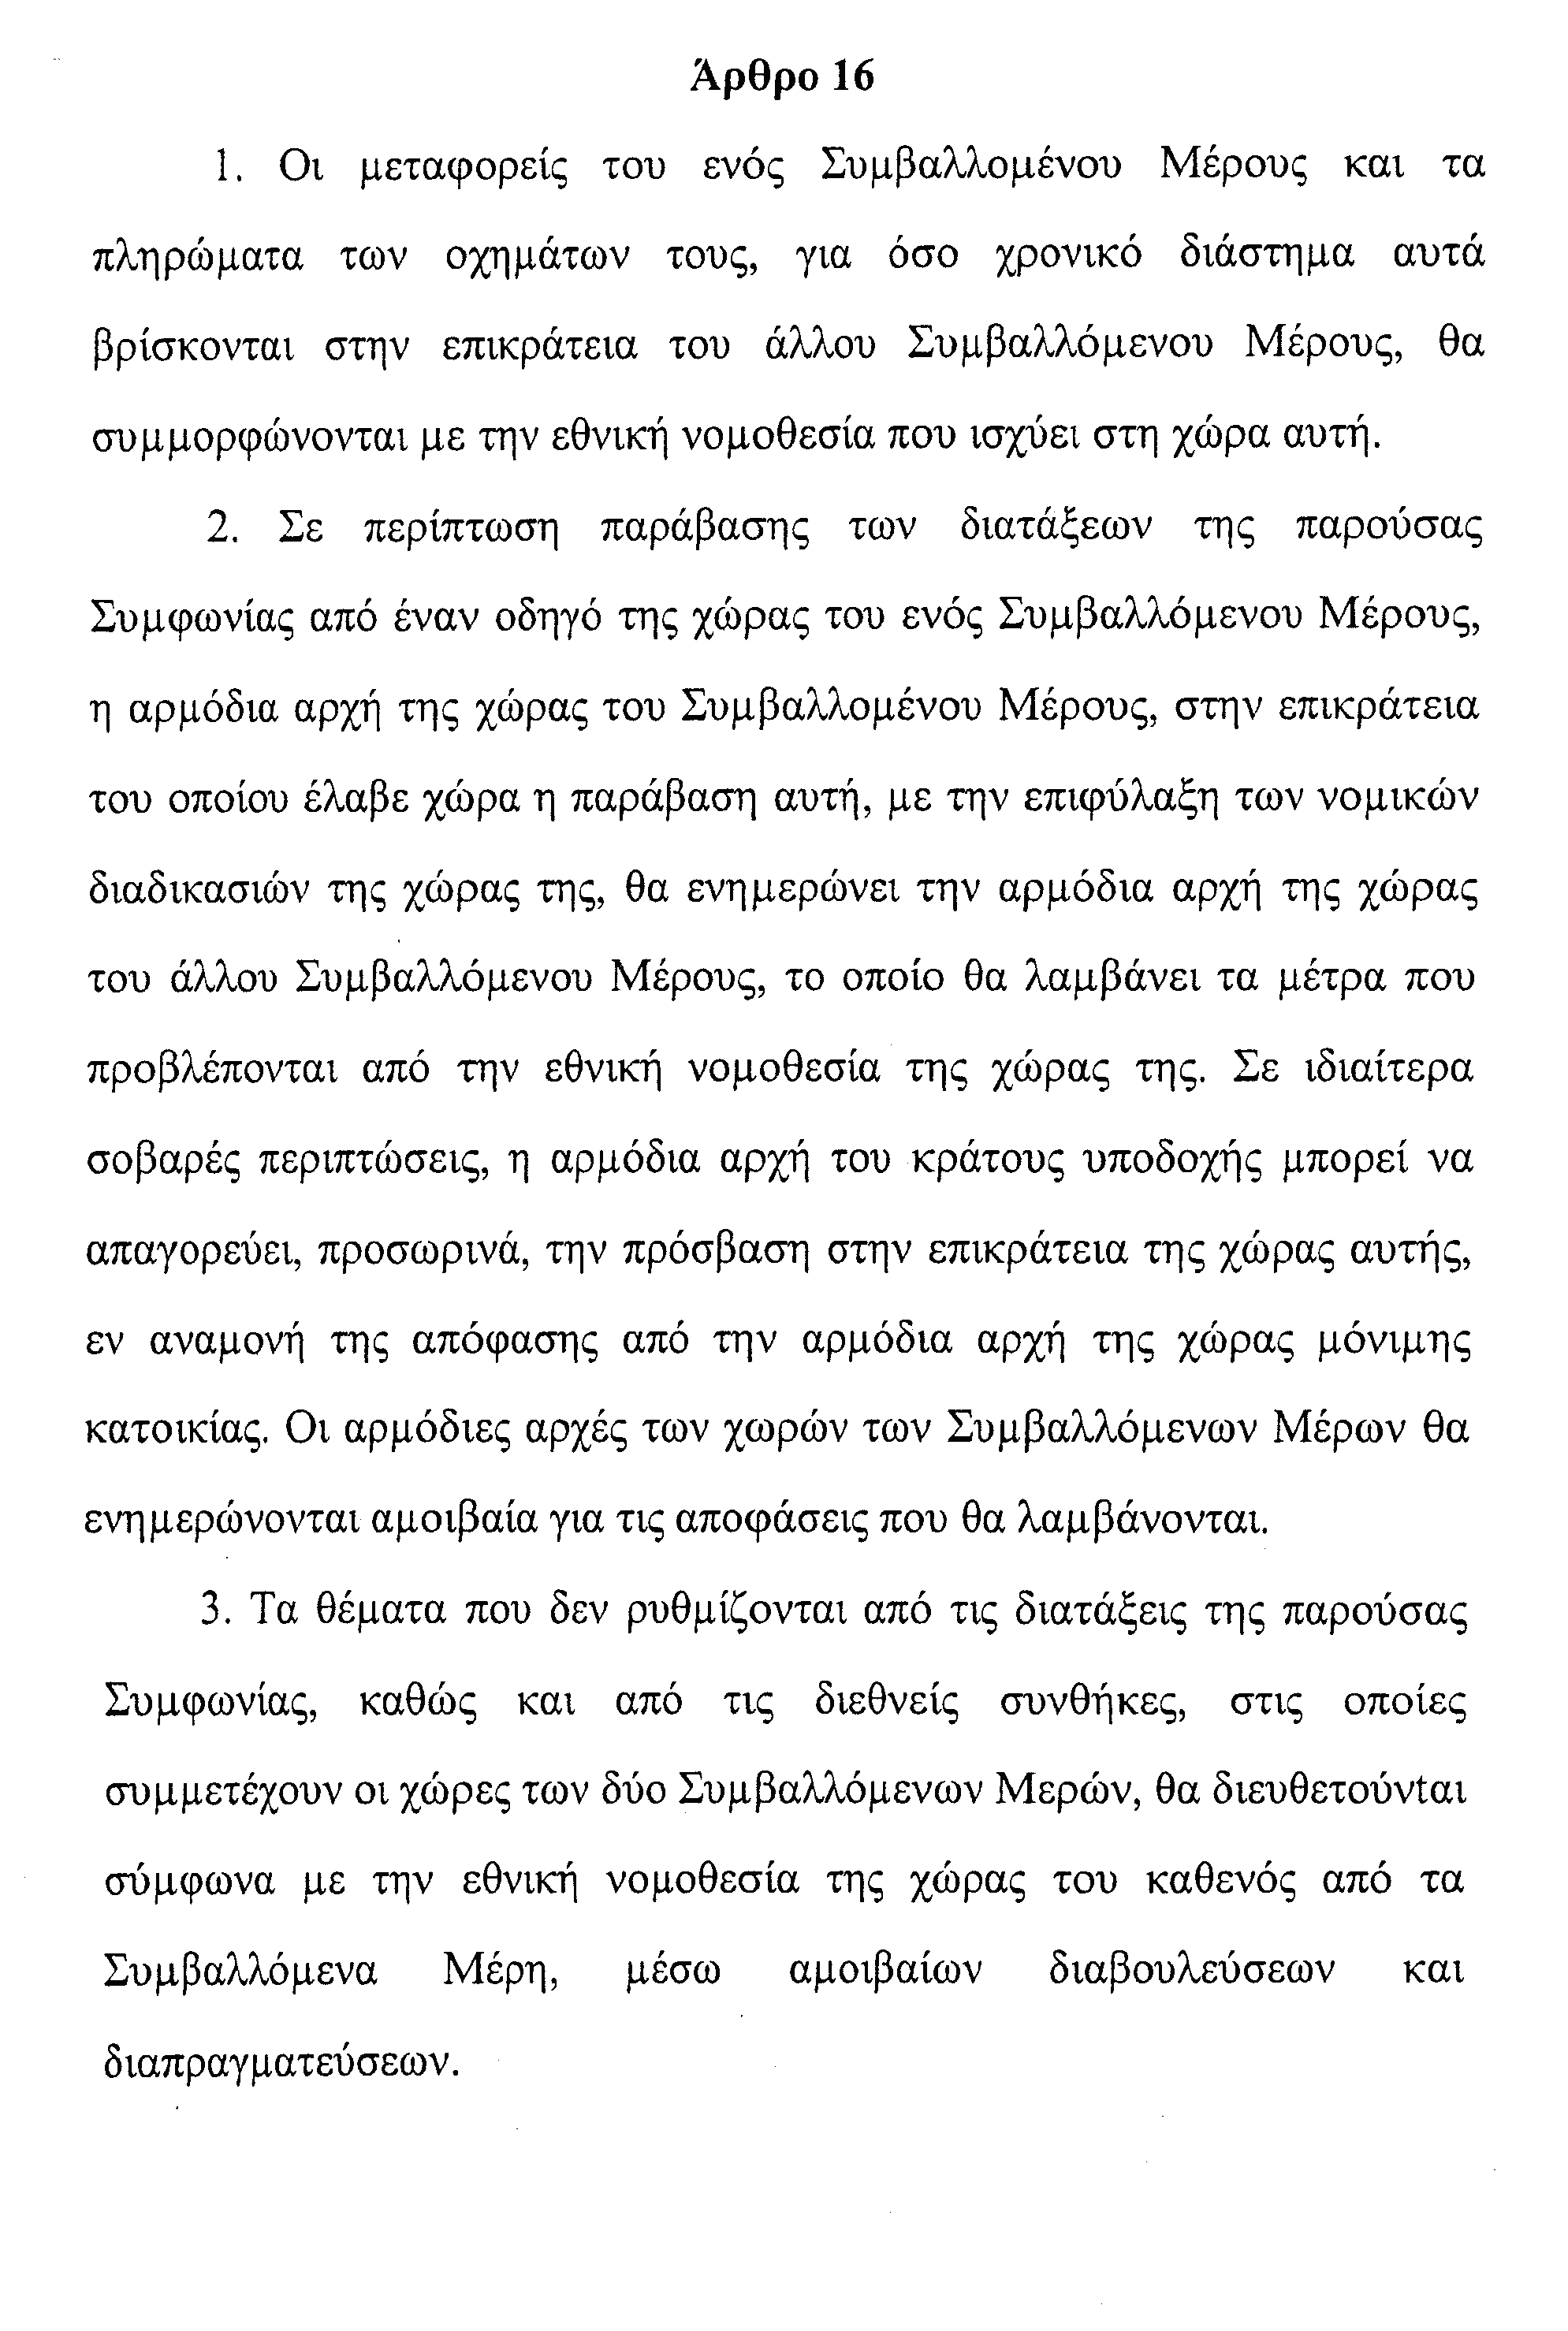 Άρθρο 16
1. Οι μεταφορείς του ενός Συμβαλλομένου Μέρους και τα
πληρώματα των οχημάτων τους, για όσο χρονικό διάστημα αυτά
βρίσκονται στην επικράτεια του άλλου Συμβαλλόμενου Μέρους, θα
συμμορφώνονται με την εθνική νομοθεσία που ισχύει στη χώρα αυτή.
2. Σε περίπτωση παράβασης των διατάξεων της παρούσας
Συμφωνίας από έναν οδηγό της χώρας του ενός Συμβαλλόμενου Μέρους,
η αρμόδια αρχή της χώρας του Συμβαλλομένου Μέρους, στην επικράτεια
του οποίου έλαβε χώρα η παράβαση αυτή, με την επιφύλαξη των νομικών
διαδικασιών της χώρας της, θα ενημερώνει την αρμόδια αρχή της χώρας
του άλλου Συμβαλλόμενου Μέρους, το οποίο θα λαμβάνει τα μέτρα που
προβλέπονται από την εθνική νομοθεσία της χώρας της. Σε ιδιαίτερα
σοβαρές περιπτώσεις, η αρμόδια αρχή του κράτους υποδοχής μπορεί να
απαγορεύει, προσωρινά, την πρόσβαση στην επικράτεια της χώρας αυτής,
εν αναμονή της απόφασης από την αρμόδια αρχή της χώρας μόνιμης
κατοικίας. Οι αρμόδιες αρχές των χωρών των Συμβαλλόμενων Μέρων θα
ενημερώνονται αμοιβαία για τις αποφάσεις που θα λαμβάνονται.
3. Τα θέματα που δεν ρυθμίζονται από τις διατάξεις της παρούσας
Συμφωνίας, καθώς και από τις διεθνείς συνθήκες, στις οποίες
συμμετέχουν οι χώρες των δύο Συμβαλλόμενων Μερών, θα διευθετούνtαι
σύμφωνα με την εθνική νομοθεσία της χώρας του καθενός από τα
Συμβαλλόμενα Μέρη, μέσω αμοιβαίων διαβουλεύσεων και
διαπραγματεύσεων.